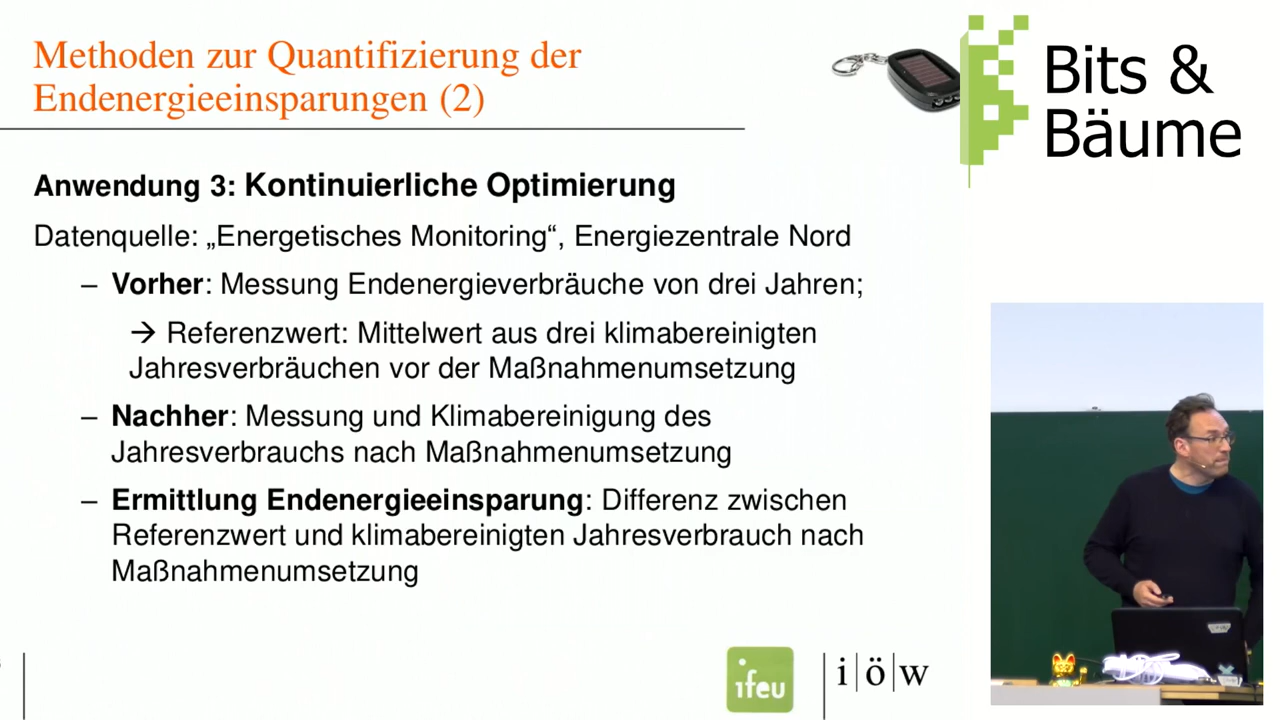 Methoden zur Quantifizierung der
Endenergieeinsparungen (2)
Bits &
Bäume
Anwendung 3: Kontinuierliche Optimierung
Datenquelle: „Energetisches Monitoring“, Energiezentrale Nord
– Vorher: Messung Endenergieverbräuche von drei Jahren;
→ Referenzwert: Mittelwert aus drei klimabereinigten
Jahresverbräuchen vor der Maßnahmenumsetzung
– Nachher: Messung und Klimabereinigung des
Jahresverbrauchs nach Maßnahmenumsetzung
– Ermittlung Endenergieeinsparung: Differenz zwischen
Referenzwert und klimabereinigten Jahresverbrauch nach
Maßnahmenumsetzung
ifeu
i|ö|w